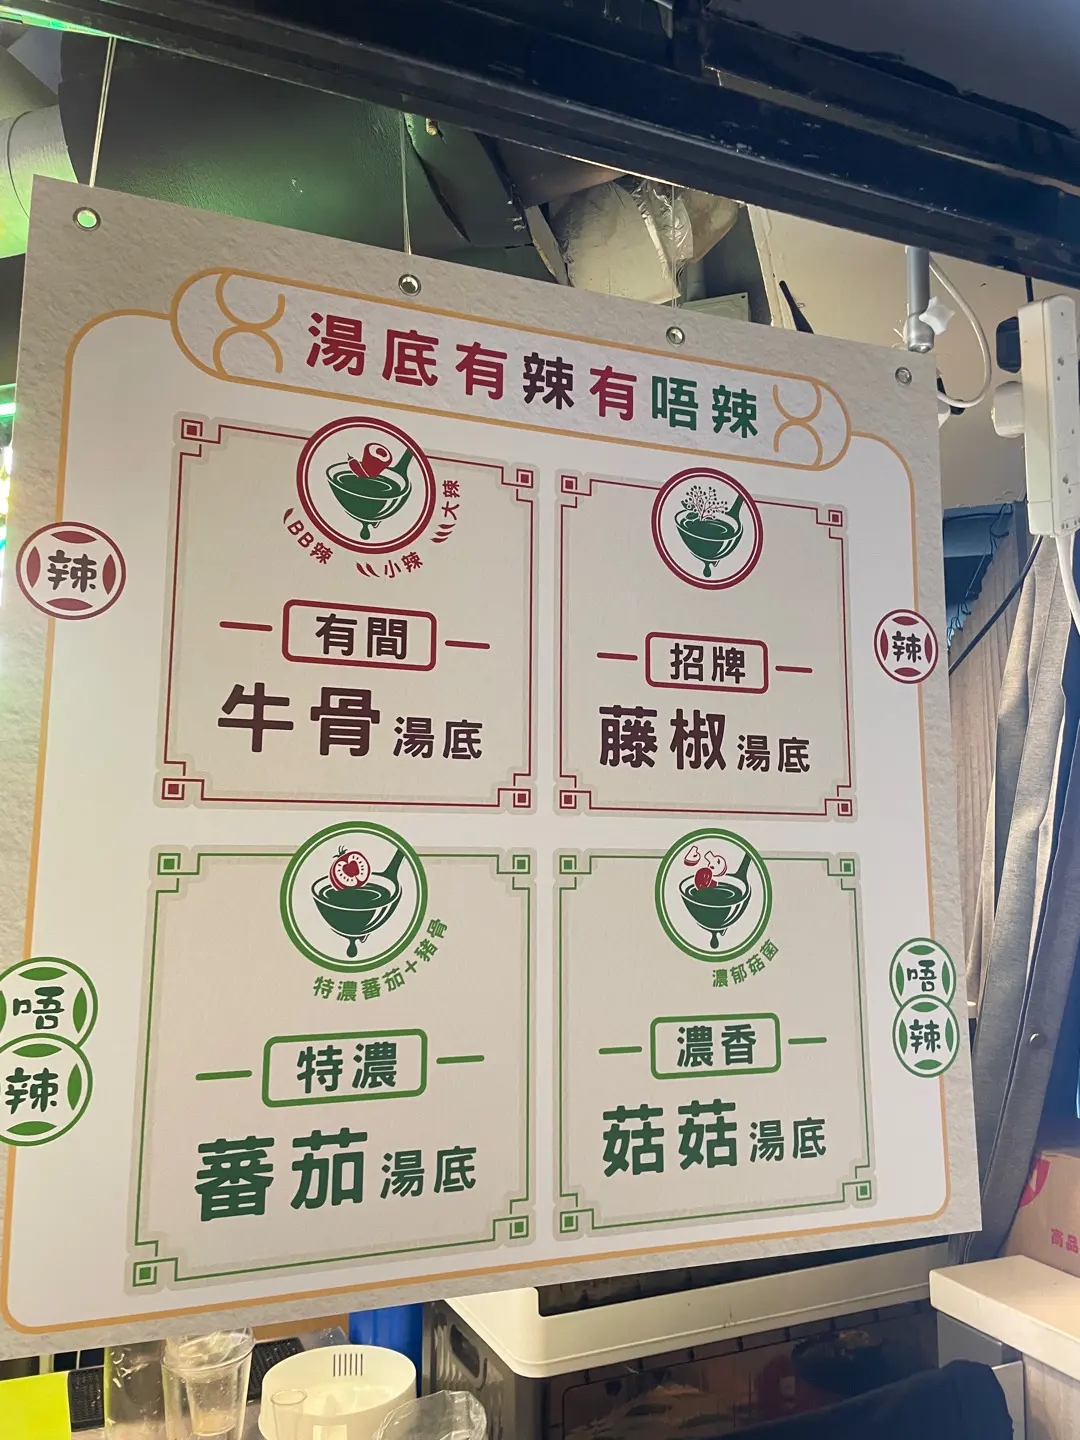 湯底有辣有唔辣
辣
BB辣
小辣
大辣
有間
牛骨湯底
招牌
藤椒湯底
辣
唔
辣
特濃蕃茄+豬骨
特濃
蕃茄湯底
濃郁菇菌
濃香
菇菇湯底
唔
辣
高品